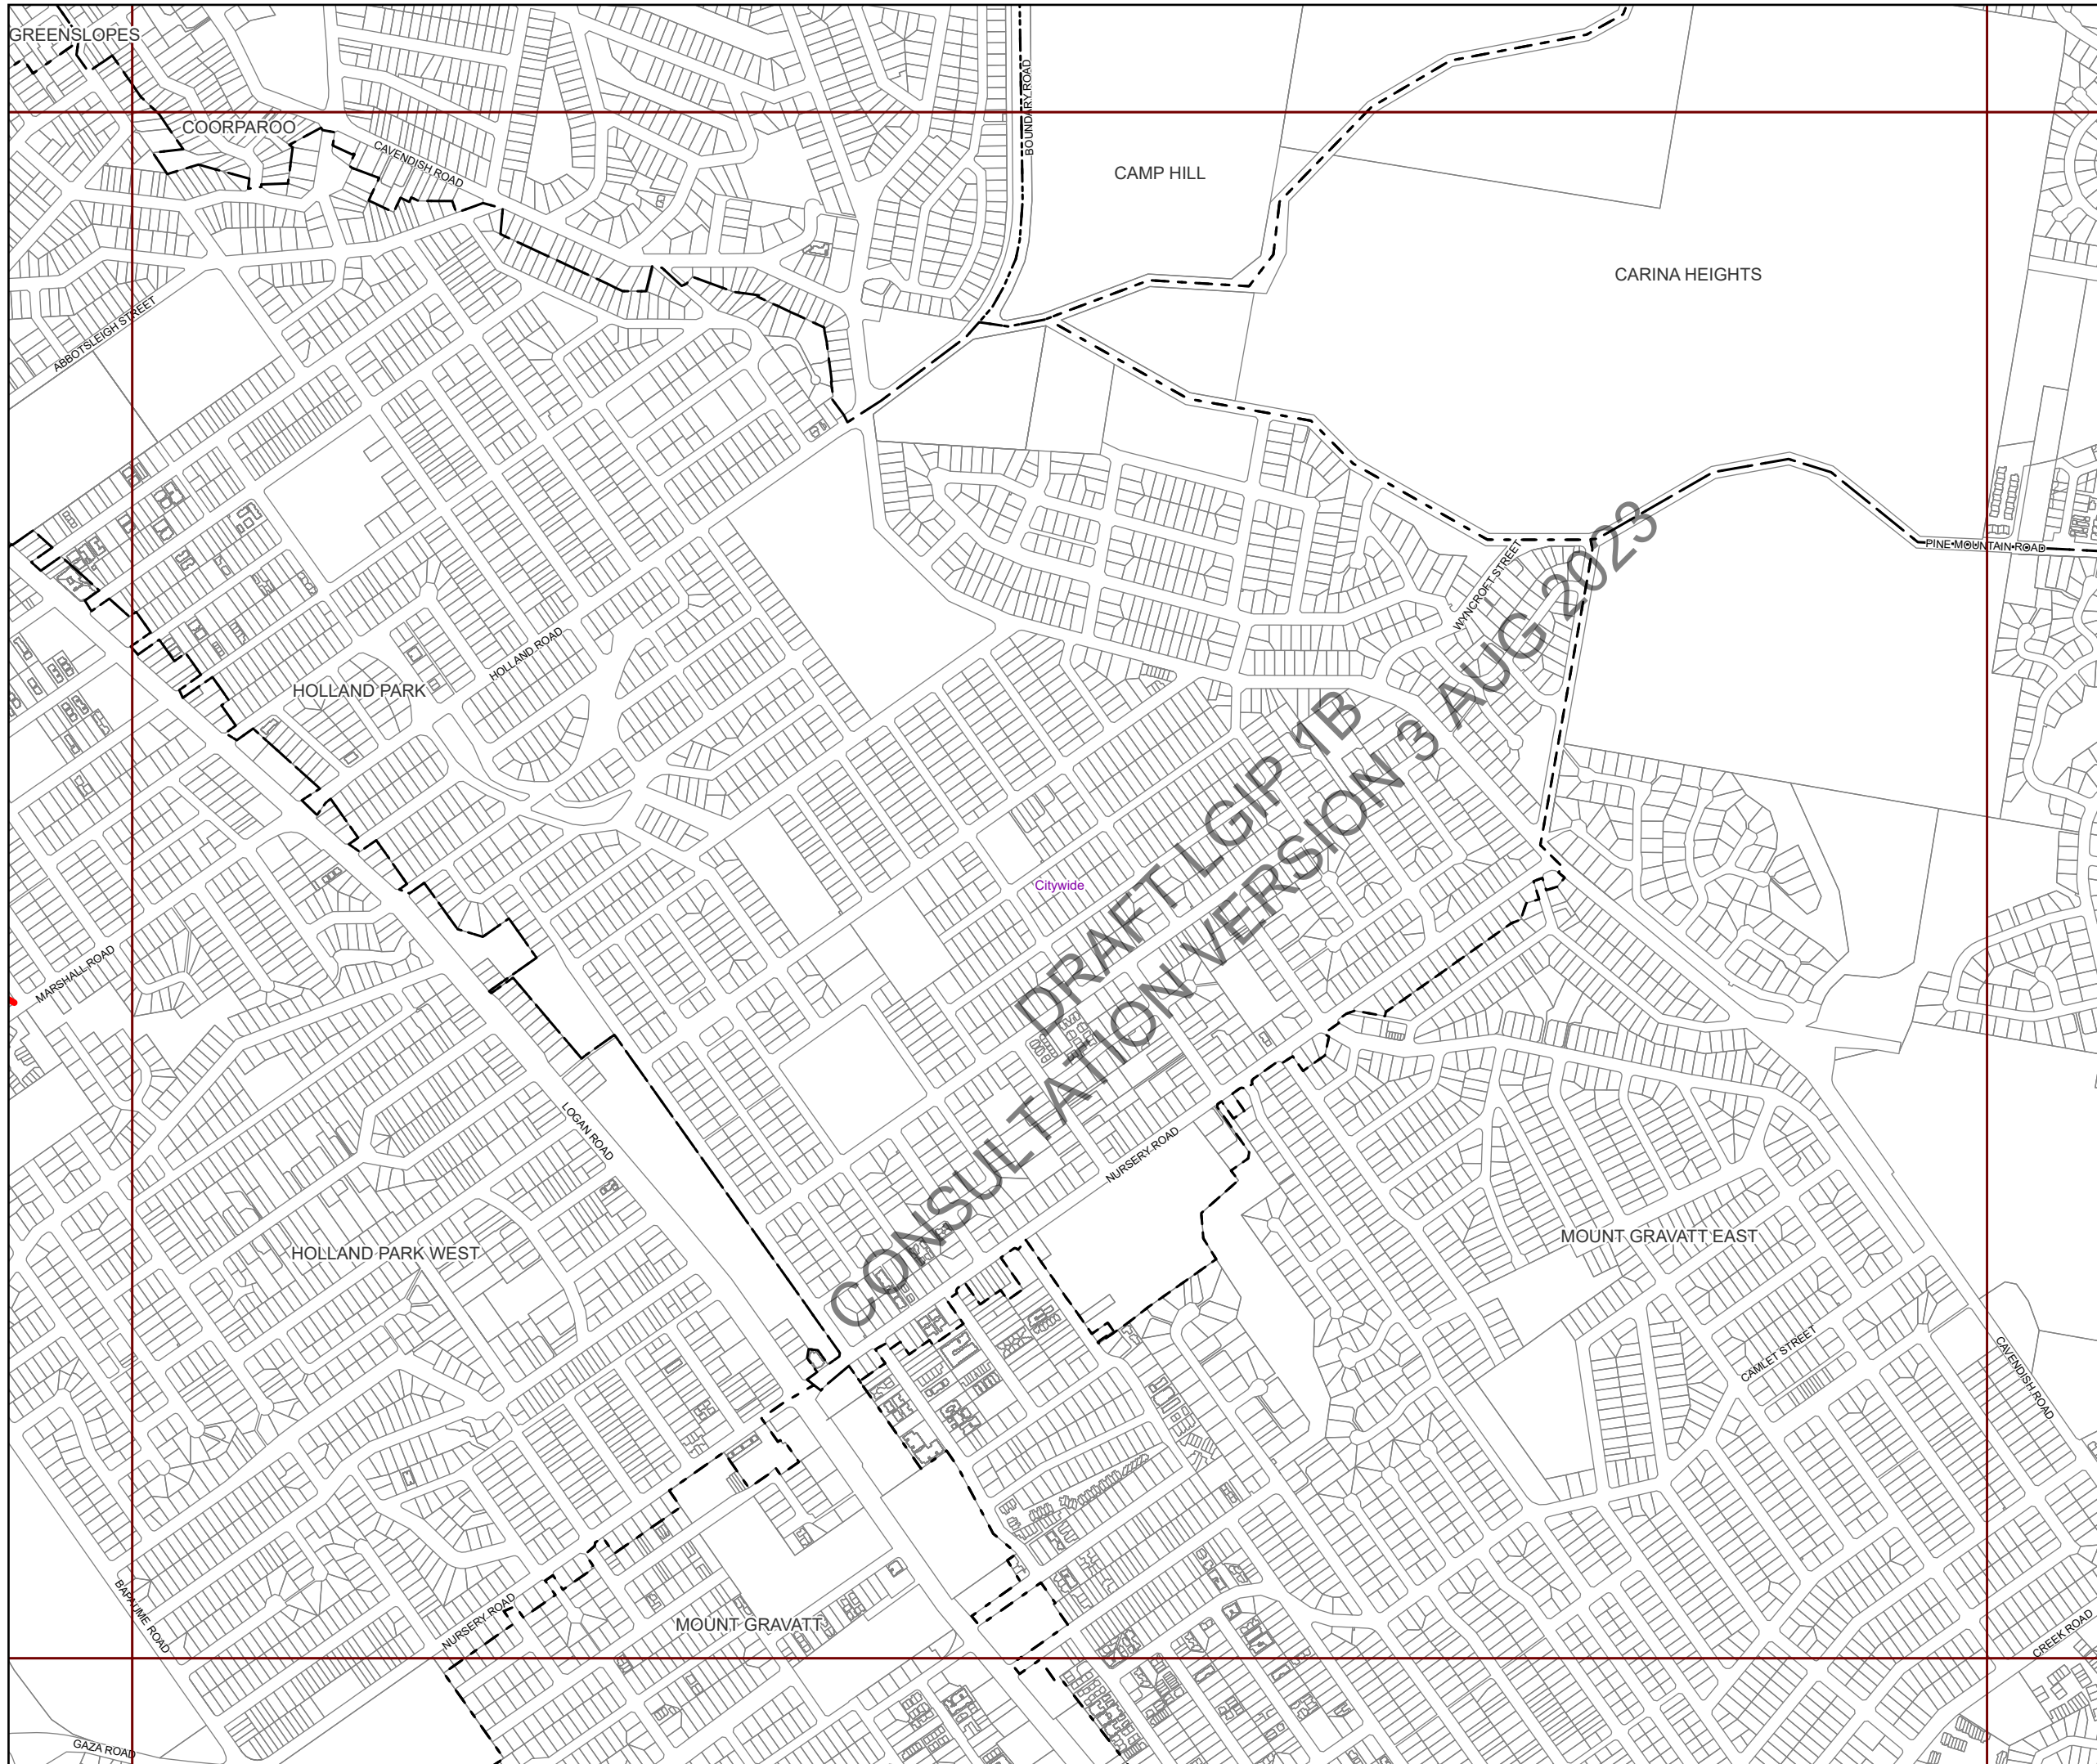 GREENSLOPES
COORPAROO
CAVENDISH ROAD
BOUNDARY ROAD
CAMP HILL
CARINA HEIGHTS
ABBOTSLEIGH STREET
PINE MOUNTAIN ROAD
WYNCROFT STREET
HOLLAND ROAD
HOLLAND PARK
Citywide
DRAFT LGIP 1B
CONSULTATION VERSION 3 AUG 2023
MARSHALL ROAD
LOGAN ROAD
NURSERY ROAD
HOLLAND PARK WEST
MOUNT GRAVATT EAST
CAMLET STREET
CAVENDISH ROAD
BAPAUME ROAD
NURSERY ROAD
MOUNT GRAVATT
CREEK ROAD
GAZA ROAD